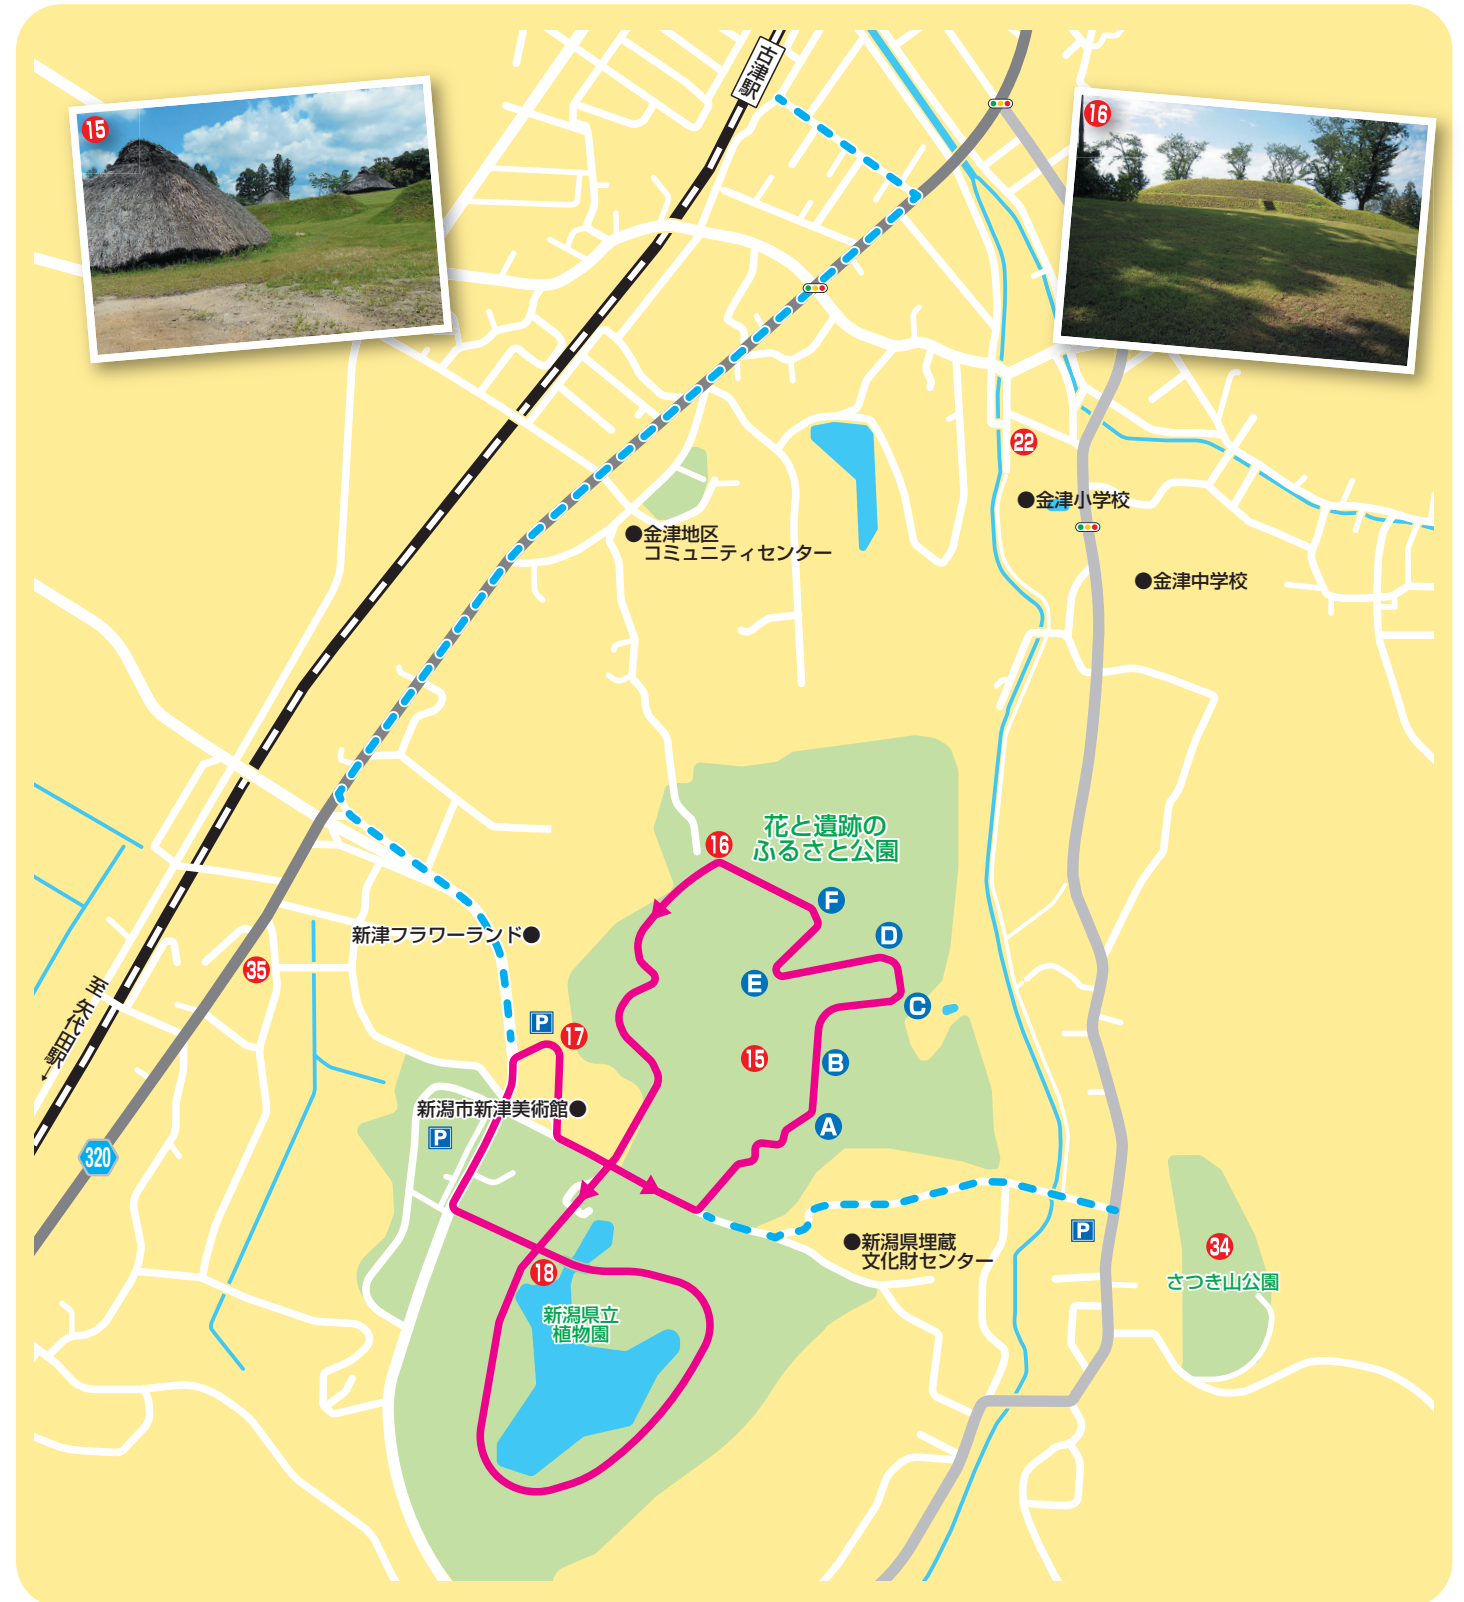 古津駅
15
16
22
金津小学校
金津地区
コミュニティセンター
金津中学校
花と遺跡の
ふるさと公園
16
F
D
新津フラワーランド
35
E
C
至 矢代田駅
P
17
15
B
新潟市新津美術館
P
A
320
P
新潟県埋蔵
文化財センター
34
さつき山公園
18
新潟県立
植物園